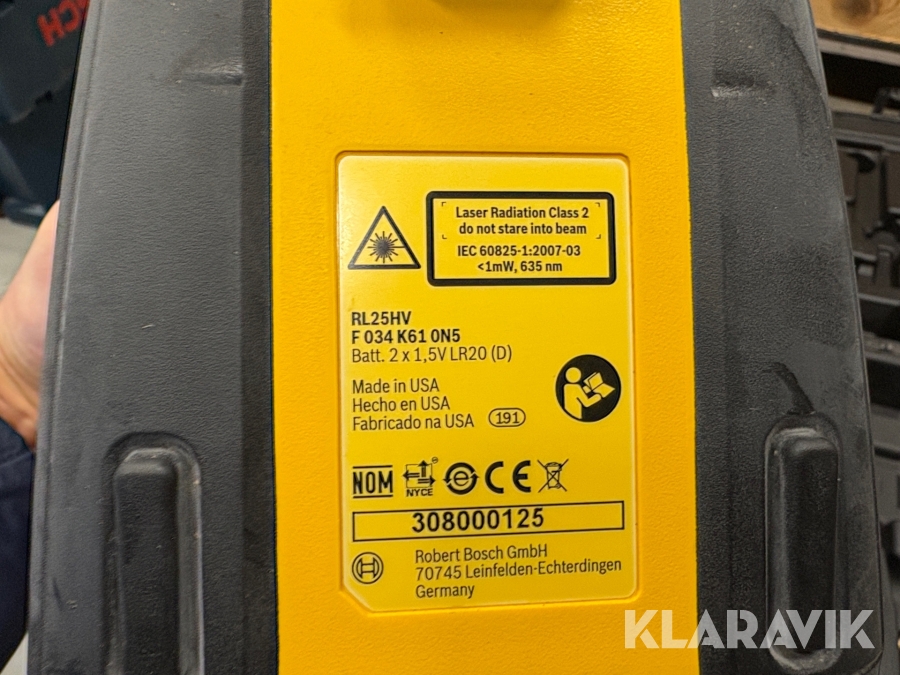 BOSCH
Laser Radiation Class 2
do not stare into beam
IEC 60825-1:2007-03
<1mW, 635 nm
RL25HV
F 034 K61 0N5
Batt. 2 x 1,5V LR20 (D)
Made in USA
Hecho en USA
Fabricado na USA 191
NOM NYCE e CE
308000125
Robert Bosch GmbH
70745 Leinfelden-Echterdingen
Germany
KLARAVIK